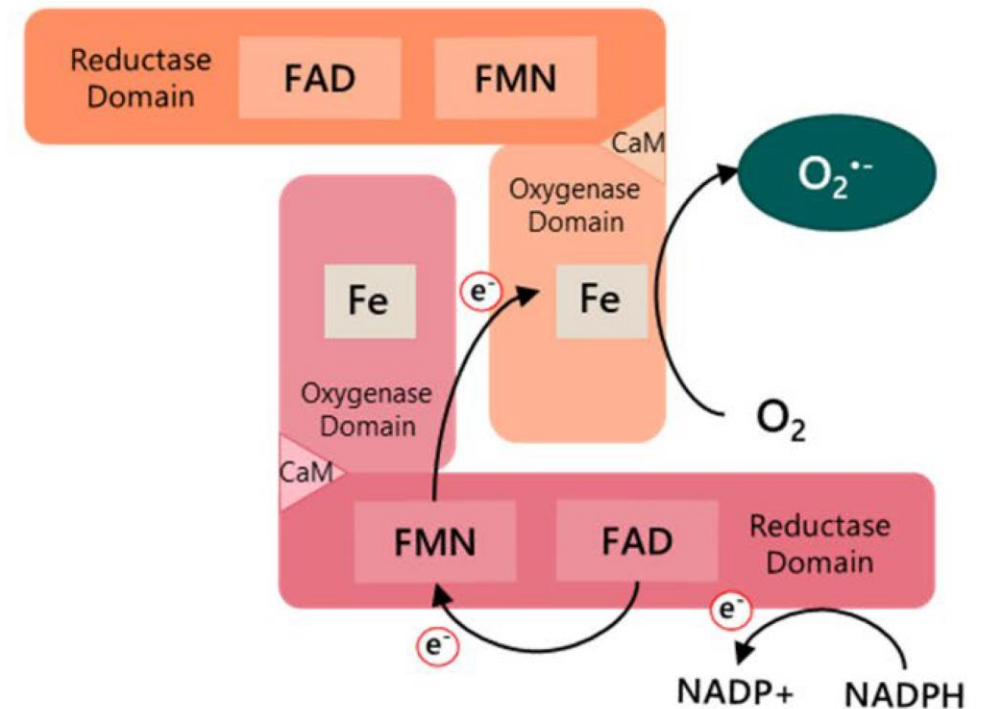 Reductase
Domain
FAD
FMN
CaM
O₂•-
Oxygenase
Domain
e-
Fe
Fe
Oxygenase
Domain
O₂
CaM
FMN
FAD
Reductase
Domain
e-
e-
NADP+
NADPH